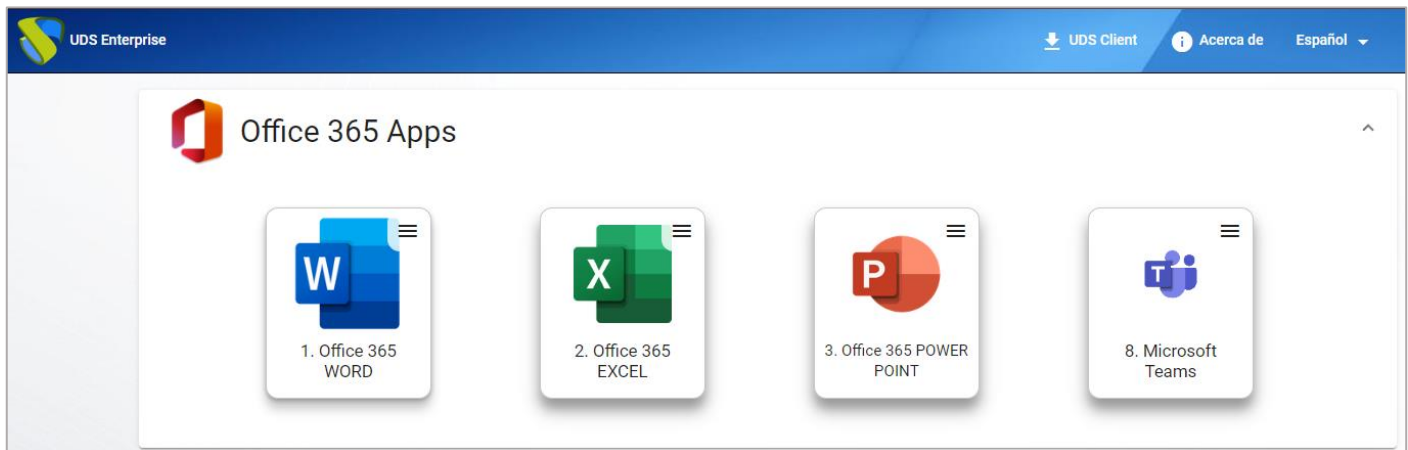 UDS Enterprise
UDS Client
i Acerca de
Español
Office 365 Apps
W
X
P
T
1. Office 365
WORD
2. Office 365
EXCEL
3. Office 365 POWER
POINT
8. Microsoft
Teams